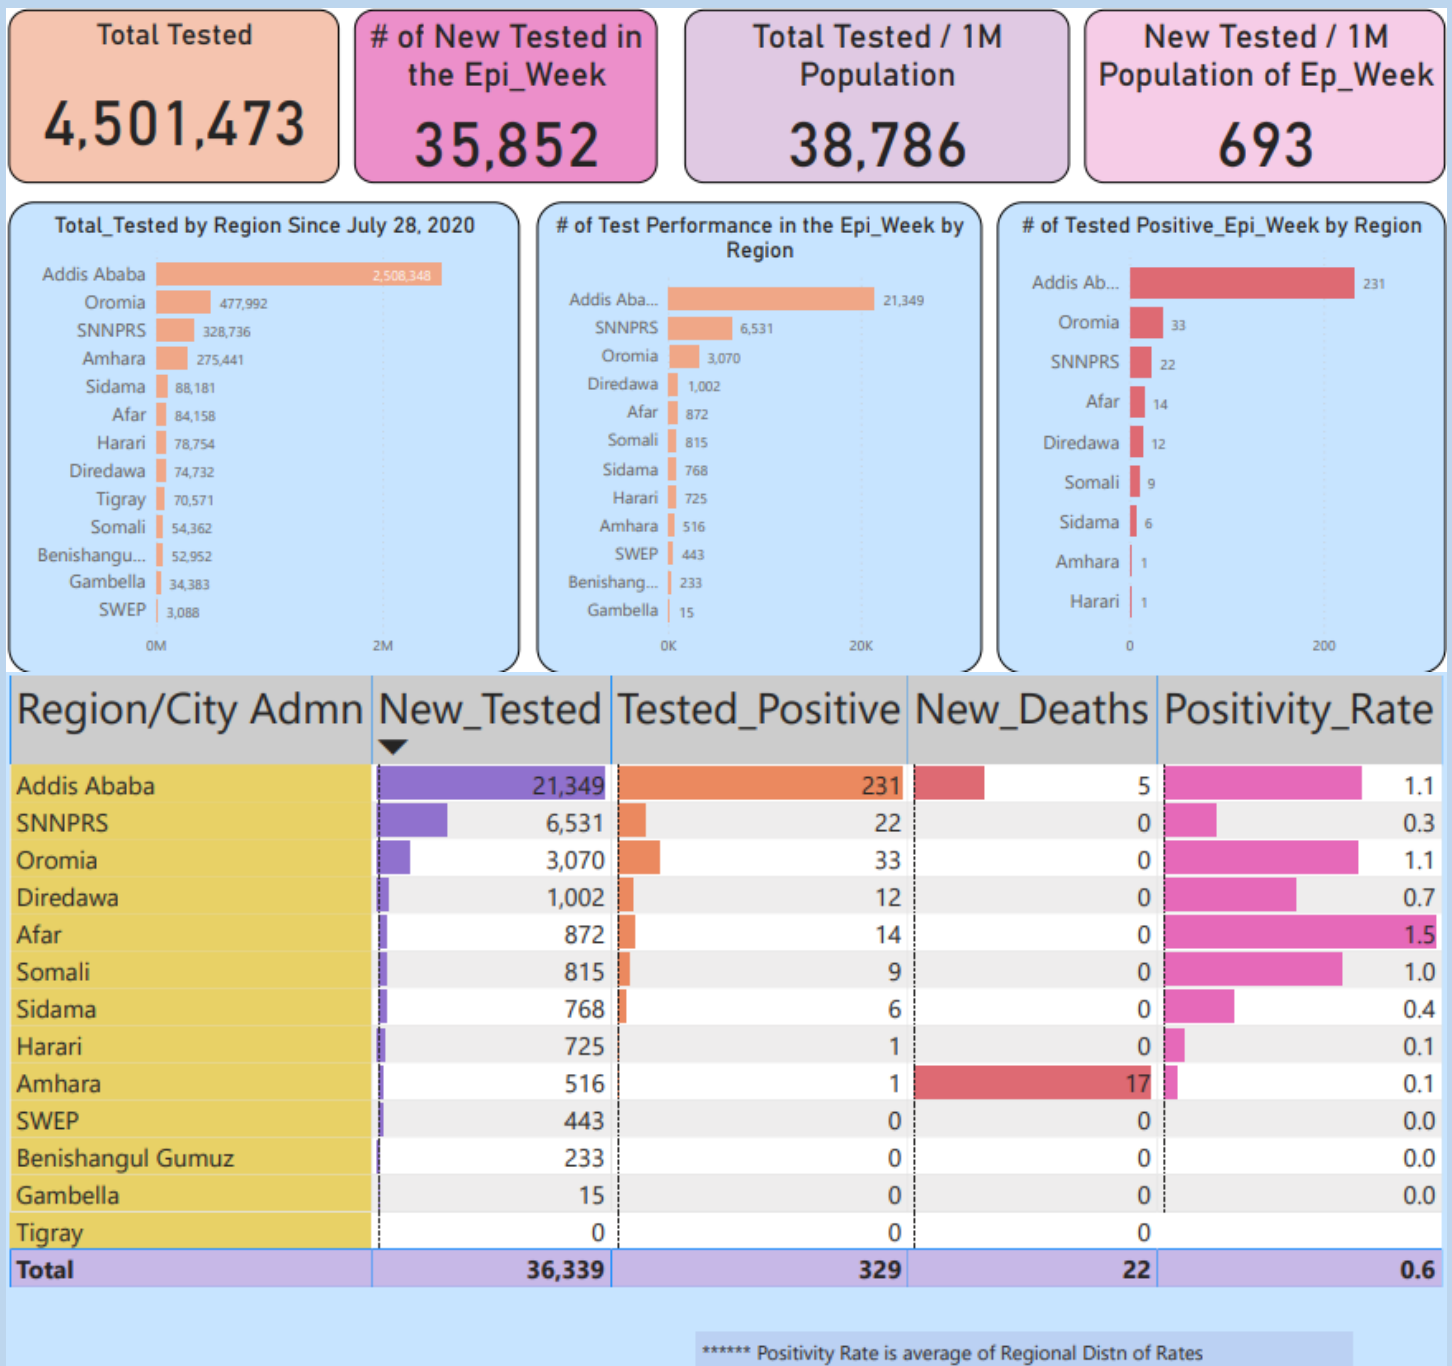 Total Tested
4,501,473
# of New Tested in
the Epi_Week
35,852
Total Tested / 1M
Population
38,786
New Tested / 1M
Population of Ep_Week
693
Total_Tested by Region Since July 28, 2020
Addis Ababa 2,508,348
Oromia 477,992
SNNPRS 328,736
Amhara 275,441
Sidama 88,181
Afar 84,158
Harari 78,754
Diredawa 74,732
Tigray 70,571
Somali 54,362
Benishangu... 52,952
Gambella 34,383
SWEP 3,088
0M 2M
# of Test Performance in the Epi_Week by
Region
Addis Aba... 21,349
SNNPRS 6,531
Oromia 3,070
Diredawa 1,002
Afar 872
Somali 815
Sidama 768
Harari 725
Amhara 516
SWEP 443
Benishang... 233
Gambella 15
0K 20K
# of Tested Positive_Epi_Week by Region
Addis Ab... 231
Oromia 33
SNNPRS 22
Afar 14
Diredawa 12
Somali 9
Sidama 6
Amhara 1
Harari 1
0 200
Region/City Admn New_Tested Tested_Positive New_Deaths Positivity_Rate
Addis Ababa 21,349 231 5 1.1
SNNPRS 6,531 22 0 0.3
Oromia 3,070 33 0 1.1
Diredawa 1,002 12 0 0.7
Afar 872 14 0 1.5
Somali 815 9 0 1.0
Sidama 768 6 0 0.4
Harari 725 1 0 0.1
Amhara 516 1 17 0.1
SWEP 443 0 0 0.0
Benishangul Gumuz 233 0 0 0.0
Gambella 15 0 0 0.0
Tigray 0 0 0
Total 36,339 329 22 0.6
****** Positivity Rate is average of Regional Distn of Rates